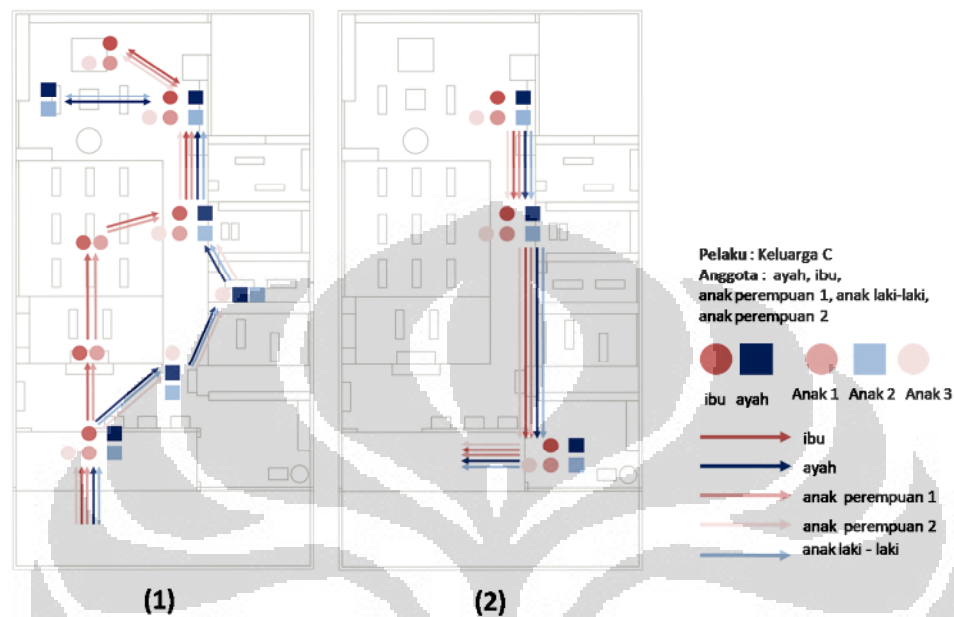 Pelaku : Keluarga C
Anggota : ayah, ibu,
anak perempuan 1, anak laki-laki,
anak perempuan 2
ibu ayah Anak 1 Anak 2 Anak 3
ibu
ayah
anak perempuan 1
anak perempuan 2
anak laki - laki
(1) (2)